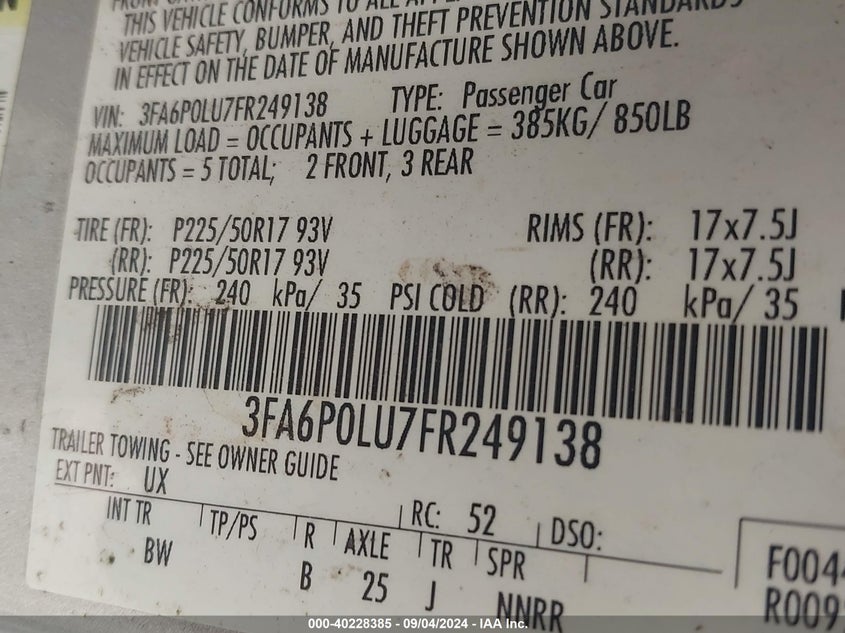 THIS VEHICLE CONFORMS TO ALL
VEHICLE SAFETY, BUMPER, AND THEFT PREVENTION STANDARDS
IN EFFECT ON THE DATE OF MANUFACTURE SHOWN ABOVE.
VIN: 3FA6P0LU7FR249138 TYPE: Passenger Car
MAXIMUM LOAD = OCCUPANTS + LUGGAGE = 385KG/ 850LB
OCCUPANTS = 5 TOTAL; 2 FRONT, 3 REAR
TIRE (FR): P225/50R17 93V RIMS (FR): 17x7.5J
(RR): P225/50R17 93V (RR): 17x7.5J
PRESSURE (FR): 240 kPa/ 35 PSI COLD (RR): 240 kPa/ 35
3FA6P0LU7FR249138
TRAILER TOWING - SEE OWNER GUIDE
EXT PNT: UX RC: 52 DSO:
INT TR TP/PS R AXLE TR SPR
BW B 25 J NNRR
F004
R009
000-40228385 - 09/04/2024 - IAA Inc.